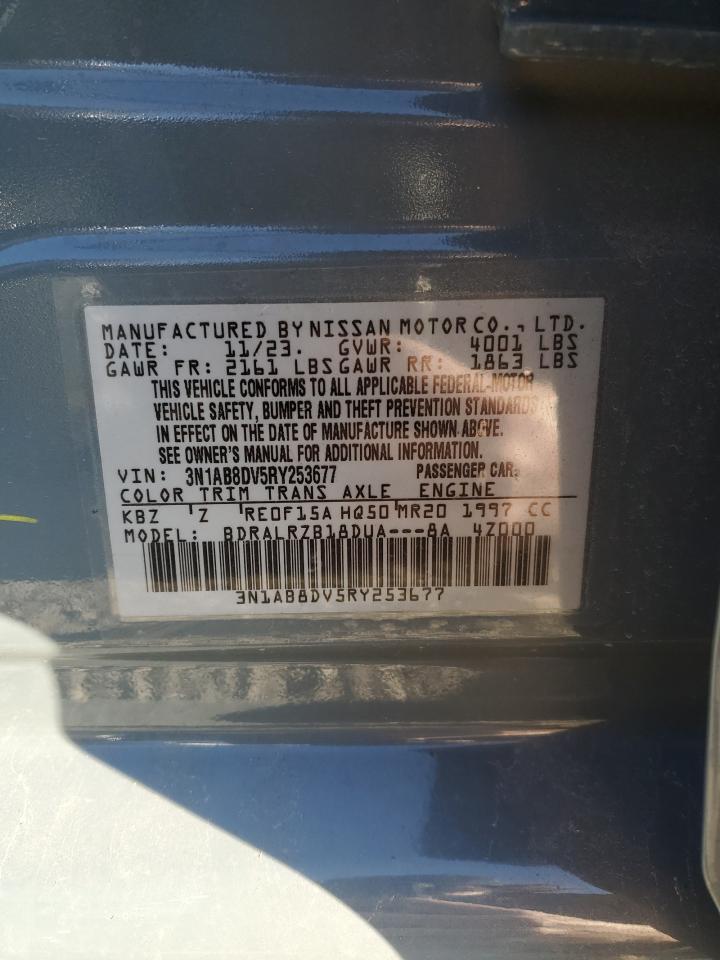 MANUFACTURED BY NISSAN MOTOR CO., LTD.
DATE: 11/23. GVWR: 4001 LBS
GAWR FR: 2161 LBS GAWR RR: 1863 LBS
THIS VEHICLE CONFORMS TO ALL APPLICABLE FEDERAL-MOTOR
VEHICLE SAFETY, BUMPER AND THEFT PREVENTION STANDARDS
IN EFFECT ON THE DATE OF MANUFACTURE SHOWN ABOVE.
SEE OWNER'S MANUAL FOR ADDITIONAL INFORMATION.
VIN: 3N1AB8DV5RY253677 PASSENGER CAR.
COLOR TRIM TRANS AXLE ENGINE
KBZ Z RE0F15A HQ50 MR20 1997 CC
MODEL: BDRALRZB18DUA---8A 4Z000
3N1AB8DV5RY253677